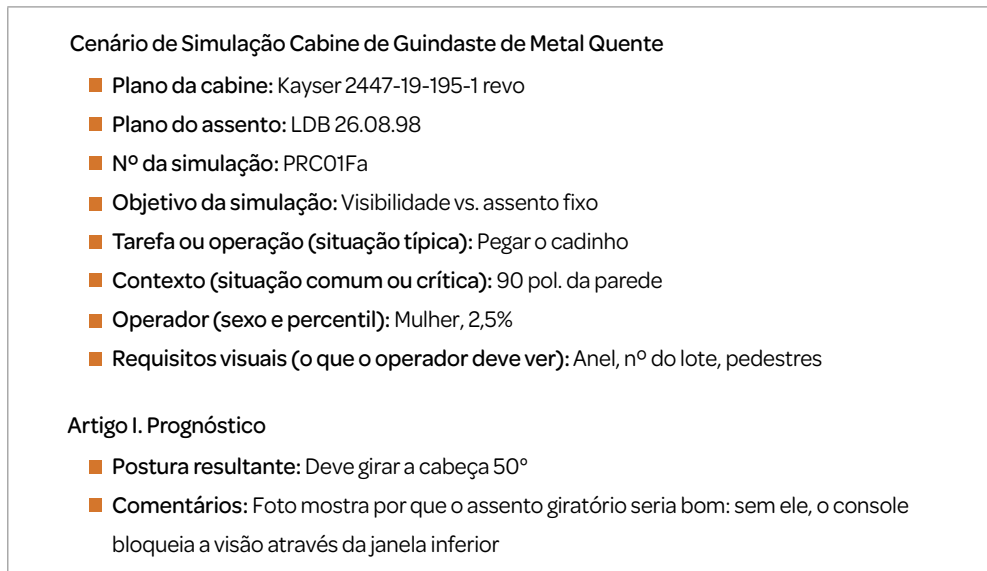 Cenário de Simulação Cabine de Guindaste de Metal Quente
Plano da cabine: Kayser 2447-19-195-1 revo
Plano do assento: LDB 26.08.98
Nº da simulação: PRC01Fa
Objetivo da simulação: Visibilidade vs. assento fixo
Tarefa ou operação (situação típica): Pegar o cadinho
Contexto (situação comum ou crítica): 90 pol. da parede
Operador (sexo e percentil): Mulher, 2,5%
Requisitos visuais (o que o operador deve ver): Anel, nº do lote, pedestres
Artigo I. Prognóstico
Postura resultante: Deve girar a cabeça 50°
Comentários: Foto mostra por que o assento giratório seria bom: sem ele, o console
bloqueia a visão através da janela inferior